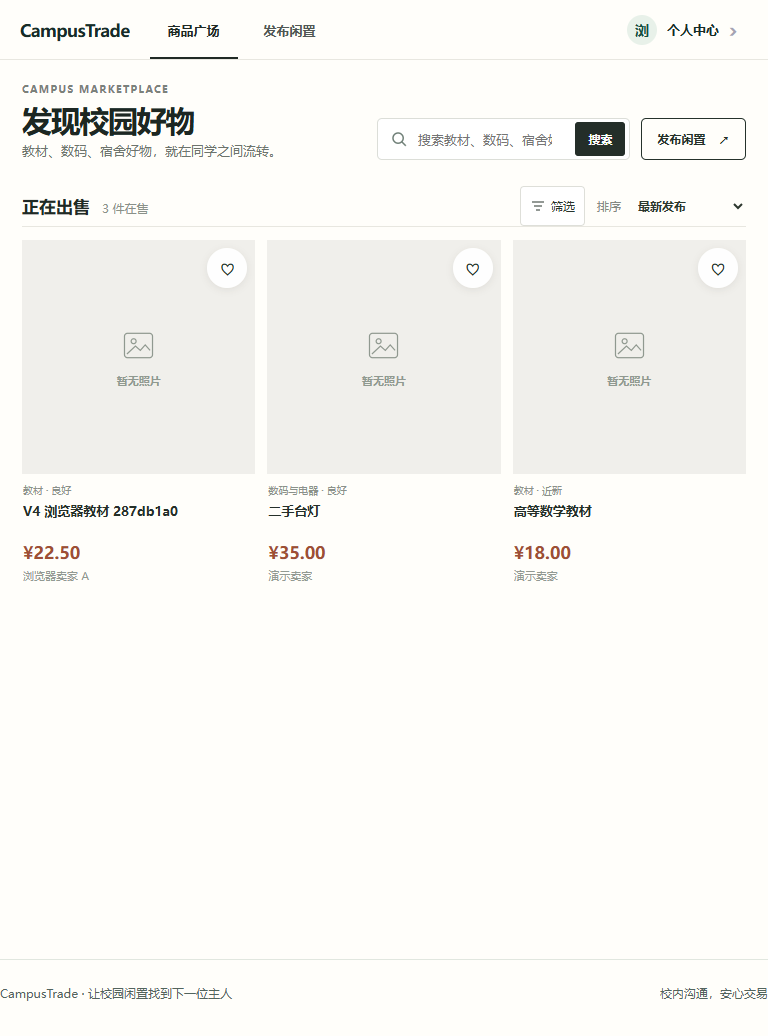 CampusTrade 商品广场 发布闲置 浏 个人中心
CAMPUS MARKETPLACE
发现校园好物
教材、数码、宿舍好物，就在同学之间流转。
搜索教材、数码、宿舍 搜索 发布闲置 ↗
正在出售 3 件在售 筛选 排序 最新发布
暂无照片 暂无照片 暂无照片
教材 · 良好 数码与电器 · 良好 教材 · 近新
V4 浏览器教材 287db1a0 二手台灯 高等数学教材
¥22.50 ¥35.00 ¥18.00
浏览器卖家 A 演示卖家 演示卖家
CampusTrade · 让校园闲置找到下一位主人 校内沟通，安心交易